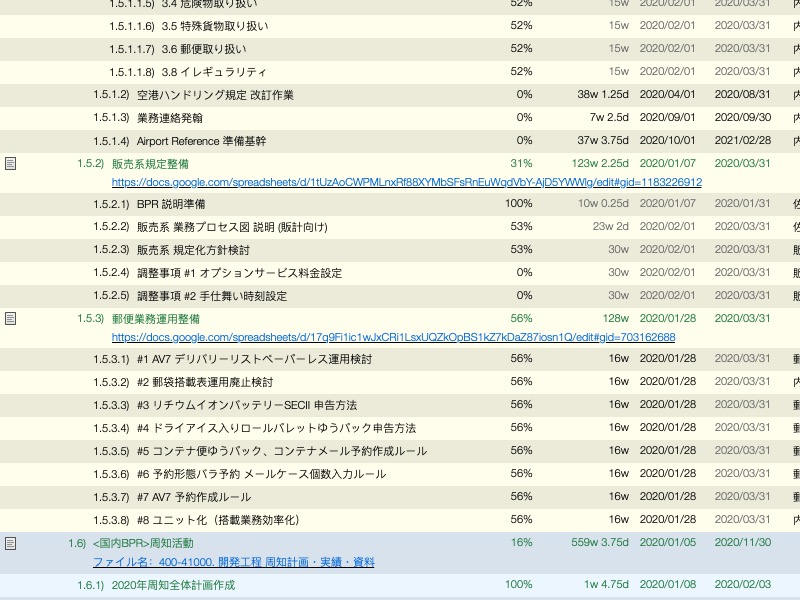 1.5.1.1.5) 3.4 危険物取り扱い 52% 15w 2020/02/01 2020/03/31
1.5.1.1.6) 3.5 特殊貨物取り扱い 52% 15w 2020/02/01 2020/03/31
1.5.1.1.7) 3.6 郵便取り扱い 52% 15w 2020/02/01 2020/03/31
1.5.1.1.8) 3.8 イレギュラリティ 52% 15w 2020/02/01 2020/03/31
1.5.1.2) 空港ハンドリング規定 改訂作業 0% 38w 1.25d 2020/04/01 2020/08/31
1.5.1.3) 業務連絡発翰 0% 7w 2.5d 2020/09/01 2020/09/30
1.5.1.4) Airport Reference 準備基幹 0% 37w 3.75d 2020/10/01 2021/02/28
1.5.2) 販売系規定整備 31% 123w 2.25d 2020/01/07 2020/03/31
https://docs.google.com/spreadsheets/d/1tUzAoCWPMLnxRf88XYMbSFsRnEuWqdVbY-AjD5YWWlg/edit#gid=1183226912
1.5.2.1) BPR 説明準備 100% 10w 0.25d 2020/01/07 2020/01/31
1.5.2.2) 販売系 業務プロセス図 説明 (販計向け) 53% 23w 2d 2020/02/01 2020/03/31
1.5.2.3) 販売系 規定化方針検討 53% 30w 2020/02/01 2020/03/31
1.5.2.4) 調整事項 #1 オプションサービス料金設定 0% 30w 2020/02/01 2020/03/31
1.5.2.5) 調整事項 #2 手仕舞い時刻設定 0% 30w 2020/02/01 2020/03/31
1.5.3) 郵便業務運用整備 56% 128w 2020/01/28 2020/03/31
https://docs.google.com/spreadsheets/d/17q9Fi1ic1wJxCRi1LsxUQZkOpBS1kZ7kDaZ87iosn1Q/edit#gid=703162688
1.5.3.1) #1 AV7 デリバリーリストペーパーレス運用検討 56% 16w 2020/01/28 2020/03/31
1.5.3.2) #2 郵袋搭載表運用廃止検討 56% 16w 2020/01/28 2020/03/31
1.5.3.3) #3 リチウムイオンバッテリーSECII 申告方法 56% 16w 2020/01/28 2020/03/31
1.5.3.4) #4 ドライアイス入りロールパレットゆうパック申告方法 56% 16w 2020/01/28 2020/03/31
1.5.3.5) #5 コンテナ便ゆうパック、コンテナメール予約作成ルール 56% 16w 2020/01/28 2020/03/31
1.5.3.6) #6 予約形態バラ予約 メールケース個数入力ルール 56% 16w 2020/01/28 2020/03/31
1.5.3.7) #7 AV7 予約作成ルール 56% 16w 2020/01/28 2020/03/31
1.5.3.8) #8 ユニット化（搭載業務効率化） 56% 16w 2020/01/28 2020/03/31
1.6) <国内BPR>周知活動 16% 559w 3.75d 2020/01/05 2020/11/30
ファイル名：400-41000. 開発工程 周知計画・実績・資料
1.6.1) 2020年周知全体計画作成 100% 1w 4.75d 2020/01/08 2020/02/03